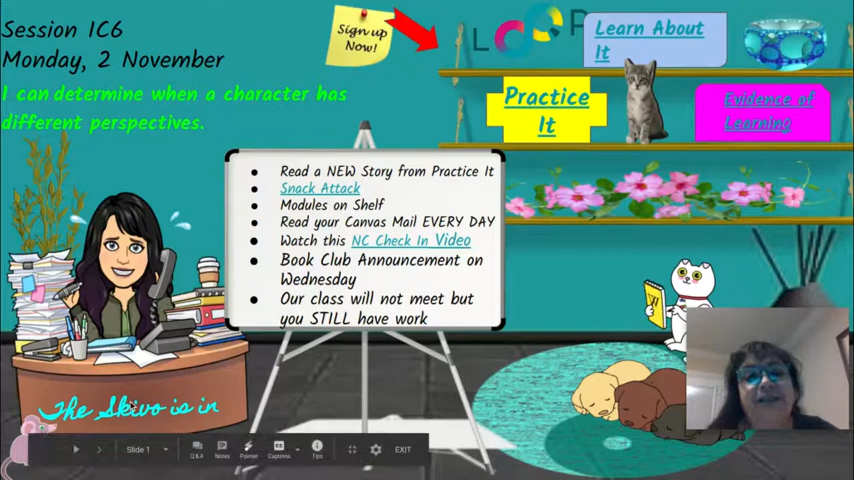 Session 1C6
Monday, 2 November
I can determine when a character has
different perspectives.
Sign up
Now!
LOOP
Learn About
It
Practice
It
Evidence of
Learning
Read a NEW Story from Practice It
Snack Attack
Modules on Shelf
Read your Canvas Mail EVERY DAY
Watch this NC Check In Video
Book Club Announcement on
Wednesday
Our class will not meet but
you STILL have work
The Skivo is in
Slide 1
Q&A
Notes
Pointer
Captions
Tips
EXIT